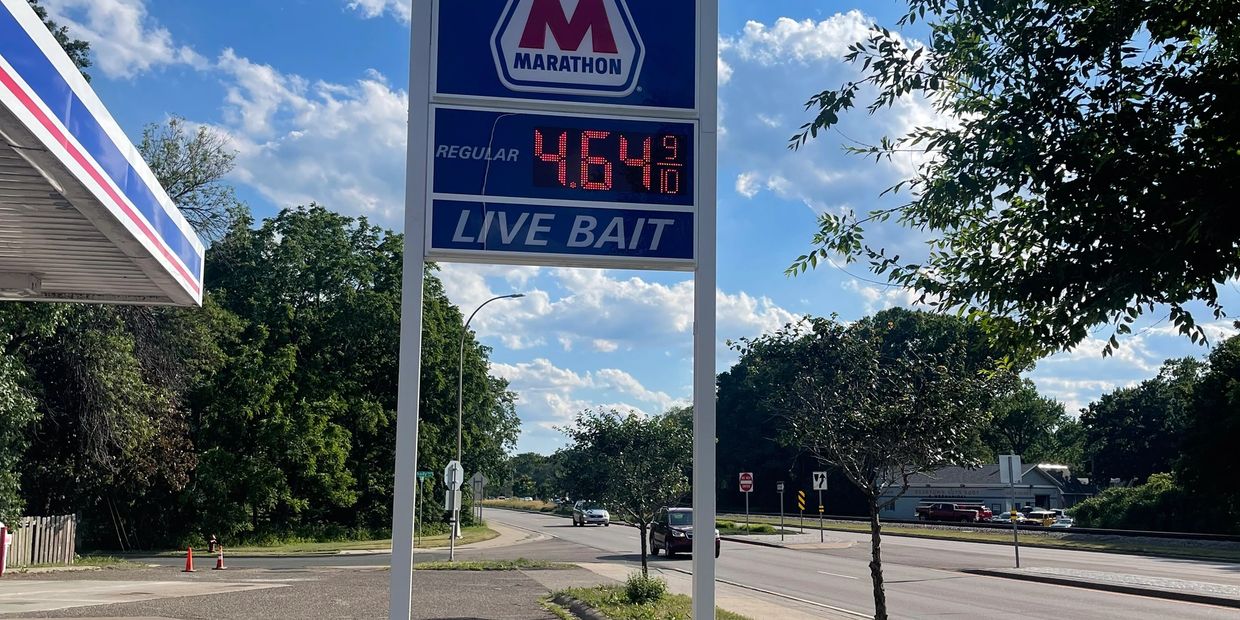 M
MARATHON
REGULAR 4.64 9/10
LIVE BAIT